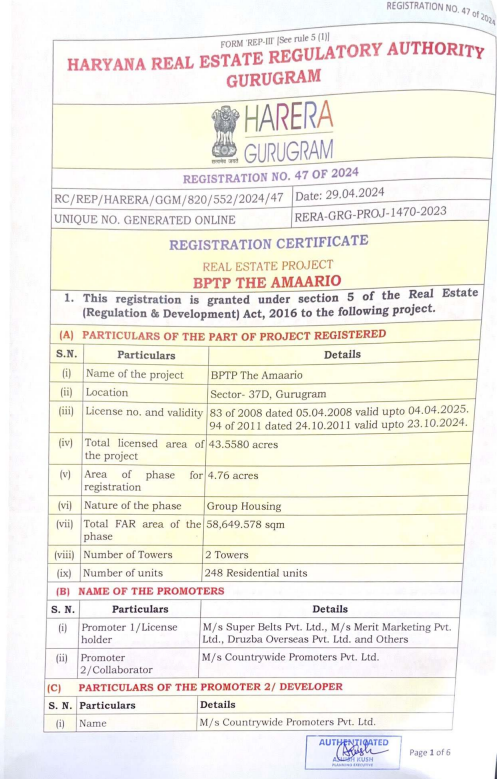 REGISTRATION NO. 47 of 2024
FORM 'REP-III' [See rule 5 (1)]
HARYANA REAL ESTATE REGULATORY AUTHORITY
GURUGRAM
सत्यमेव जयते
HARERA
GURUGRAM
REGISTRATION NO. 47 OF 2024
RC/REP/HARERA/GGM/820/552/2024/47 Date: 29.04.2024
UNIQUE NO. GENERATED ONLINE RERA-GRG-PROJ-1470-2023
REGISTRATION CERTIFICATE
REAL ESTATE PROJECT
BPTP THE AMAARIO
1. This registration is granted under section 5 of the Real Estate
(Regulation & Development) Act, 2016 to the following project.
(A) PARTICULARS OF THE PART OF PROJECT REGISTERED
S.N. Particulars Details
(i) Name of the project BPTP The Amaario
(ii) Location Sector- 37D, Gurugram
(iii) License no. and validity 83 of 2008 dated 05.04.2008 valid upto 04.04.2025.
94 of 2011 dated 24.10.2011 valid upto 23.10.2024.
(iv) Total licensed area of 43.5580 acres
the project
(v) Area of phase for 4.76 acres
registration
(vi) Nature of the phase Group Housing
(vii) Total FAR area of the 58,649.578 sqm
phase
(viii) Number of Towers 2 Towers
(ix) Number of units 248 Residential units
(B) NAME OF THE PROMOTERS
S. N. Particulars Details
(i) Promoter 1/License M/s Super Belts Pvt. Ltd., M/s Merit Marketing Pvt.
holder Ltd., Druzba Overseas Pvt. Ltd. and Others
(ii) Promoter M/s Countrywide Promoters Pvt. Ltd.
2/Collaborator
(C) PARTICULARS OF THE PROMOTER 2/ DEVELOPER
S. N. Particulars Details
(i) Name M/s Countrywide Promoters Pvt. Ltd.
AUTHENTICATED
ASHISH KUSH
PLANNING EXECUTIVE
Page 1 of 6